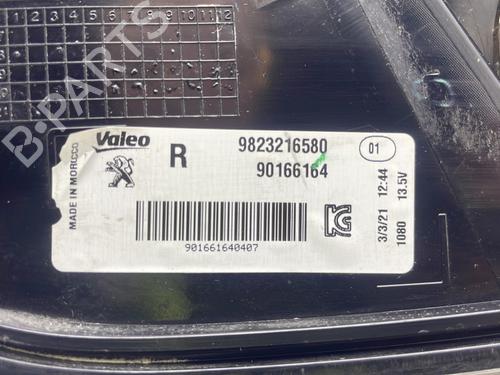 1 2 3 4 5 6 7 8 9 10 11 12
B-PARTS
Valeo
R
9823216580
90166164
01
MADE IN MOROCCO
901661640407
3/3/21 12:44
1080 13.5V